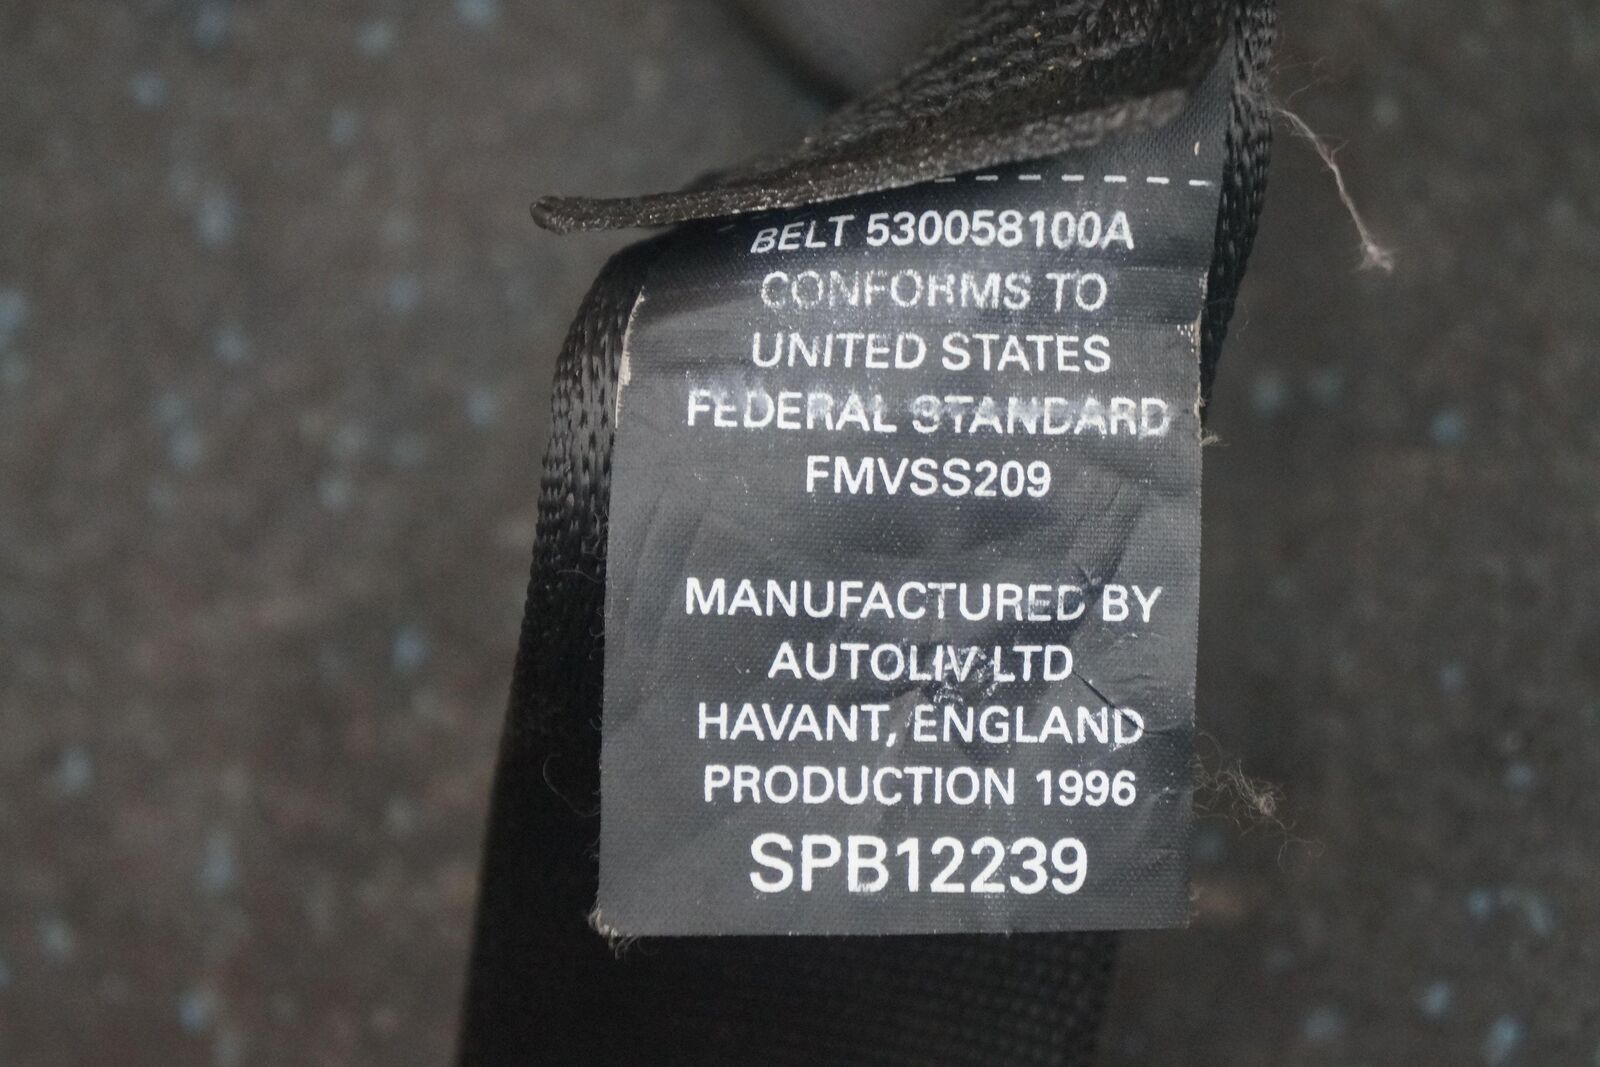 BELT 530058100A
CONFORMS TO
UNITED STATES
FEDERAL STANDARD
FMVSS209
MANUFACTURED BY
AUTOLIV LTD
HAVANT, ENGLAND
PRODUCTION 1996
SPB12239